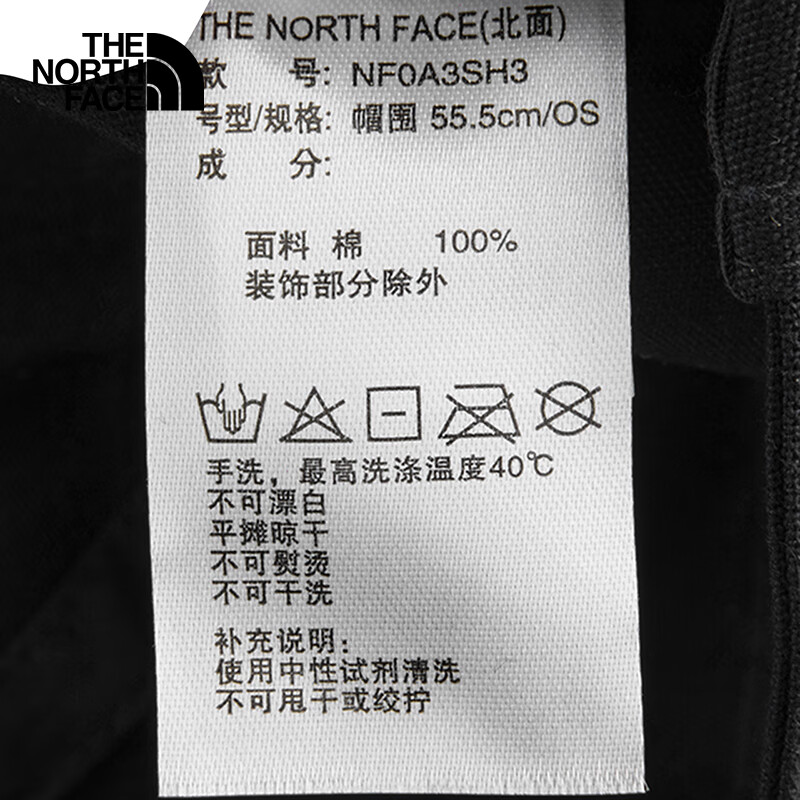 THE
NORTH
FACE
THE NORTH FACE(北面)
款 号: NF0A3SH3
号型/规格: 帽围 55.5cm/OS
成 分:
面料 棉 100%
装饰部分除外
手洗，最高洗涤温度40℃
不可漂白
平摊晾干
不可熨烫
不可干洗
补充说明:
使用中性试剂清洗
不可甩干或绞拧